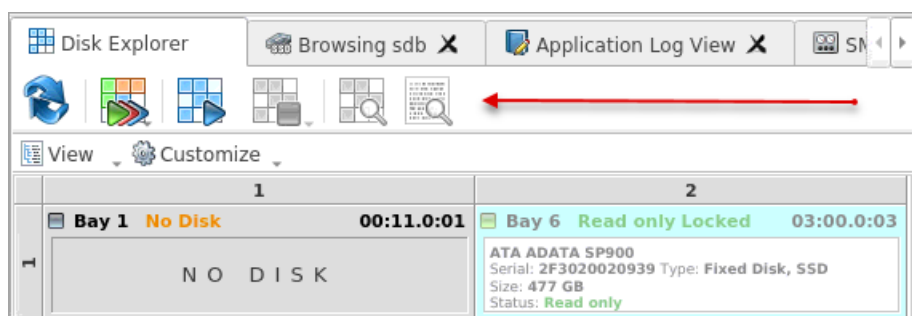 Disk Explorer Browsing sdb X Application Log View X SM
View Customize
1 2
Bay 1 No Disk 00:11.0:01 Bay 6 Read only Locked 03:00.0:03
1
NO DISK
ATA ADATA SP900
Serial: 2F3020020939 Type: Fixed Disk, SSD
Size: 477 GB
Status: Read only